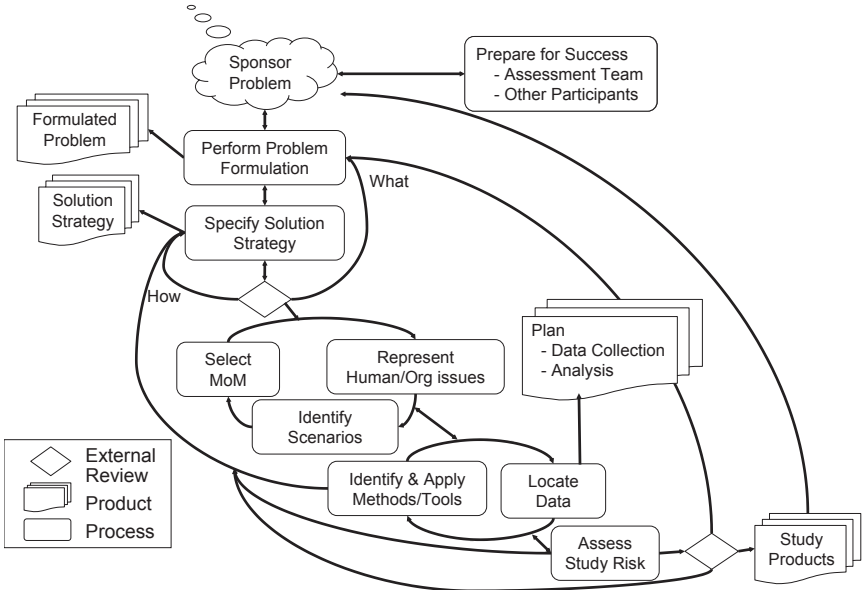 Sponsor
Problem
Prepare for Success
- Assessment Team
- Other Participants
Formulated
Problem
Perform Problem
Formulation
What
Solution
Strategy
Specify Solution
Strategy
How
Select
MoM
Represent
Human/Org issues
Plan
- Data Collection
- Analysis
Identify
Scenarios
External
Review
Product
Process
Identify & Apply
Methods/Tools
Locate
Data
Assess
Study Risk
Study
Products